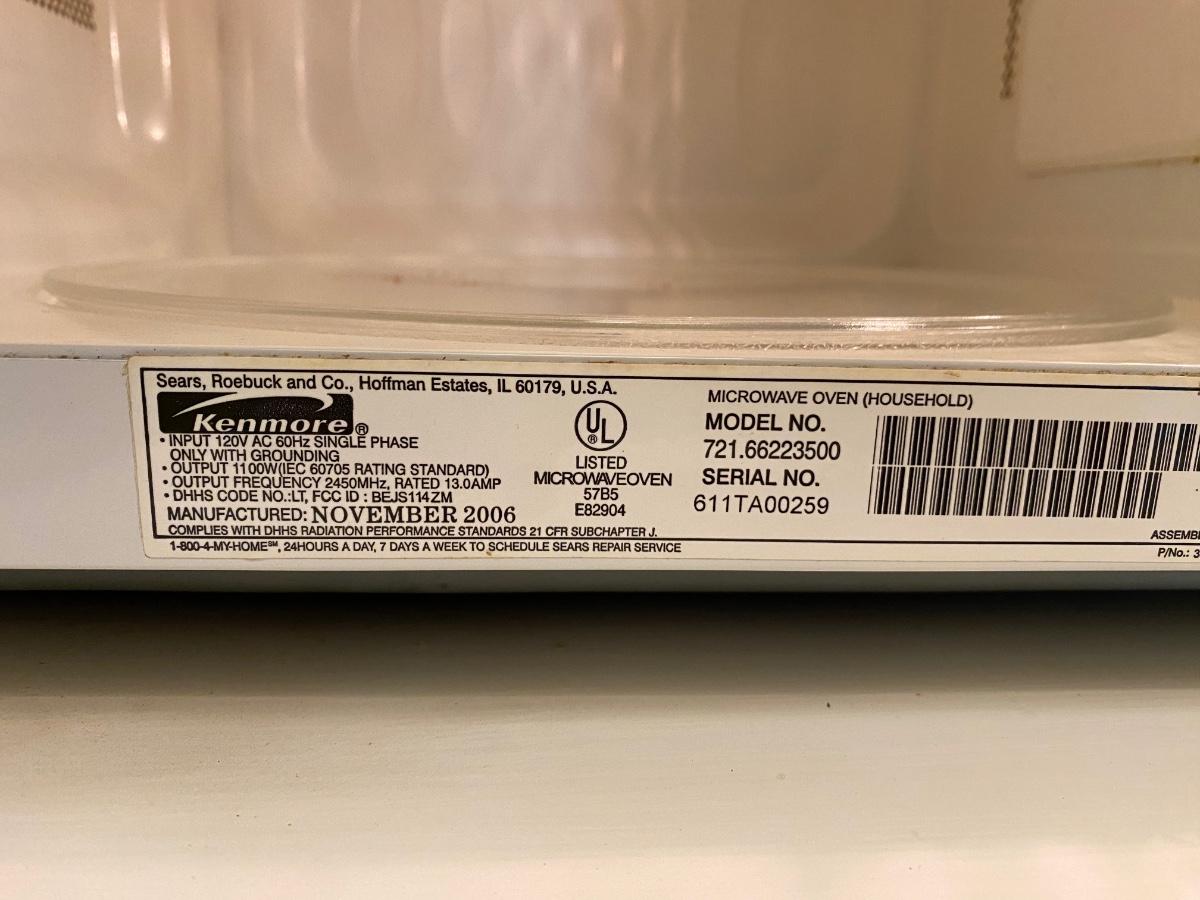 Sears, Roebuck and Co., Hoffman Estates, IL 60179, U.S.A.
Kenmore®
• INPUT 120V AC 60Hz SINGLE PHASE
ONLY WITH GROUNDING
• OUTPUT 1100W(IEC 60705 RATING STANDARD)
• OUTPUT FREQUENCY 2450MHz, RATED 13.0AMP
• DHHS CODE NO.:LT, FCC ID : BEJS114ZM
MANUFACTURED: NOVEMBER 2006
COMPLIES WITH DHHS RADIATION PERFORMANCE STANDARDS 21 CFR SUBCHAPTER J.
1-800-4-MY-HOME℠, 24HOURS A DAY, 7 DAYS A WEEK TO SCHEDULE SEARS REPAIR SERVICE
UL®
LISTED
MICROWAVEOVEN
57B5
E82904
MICROWAVE OVEN (HOUSEHOLD)
MODEL NO.
721.66223500
SERIAL NO.
611TA00259
P/No.: